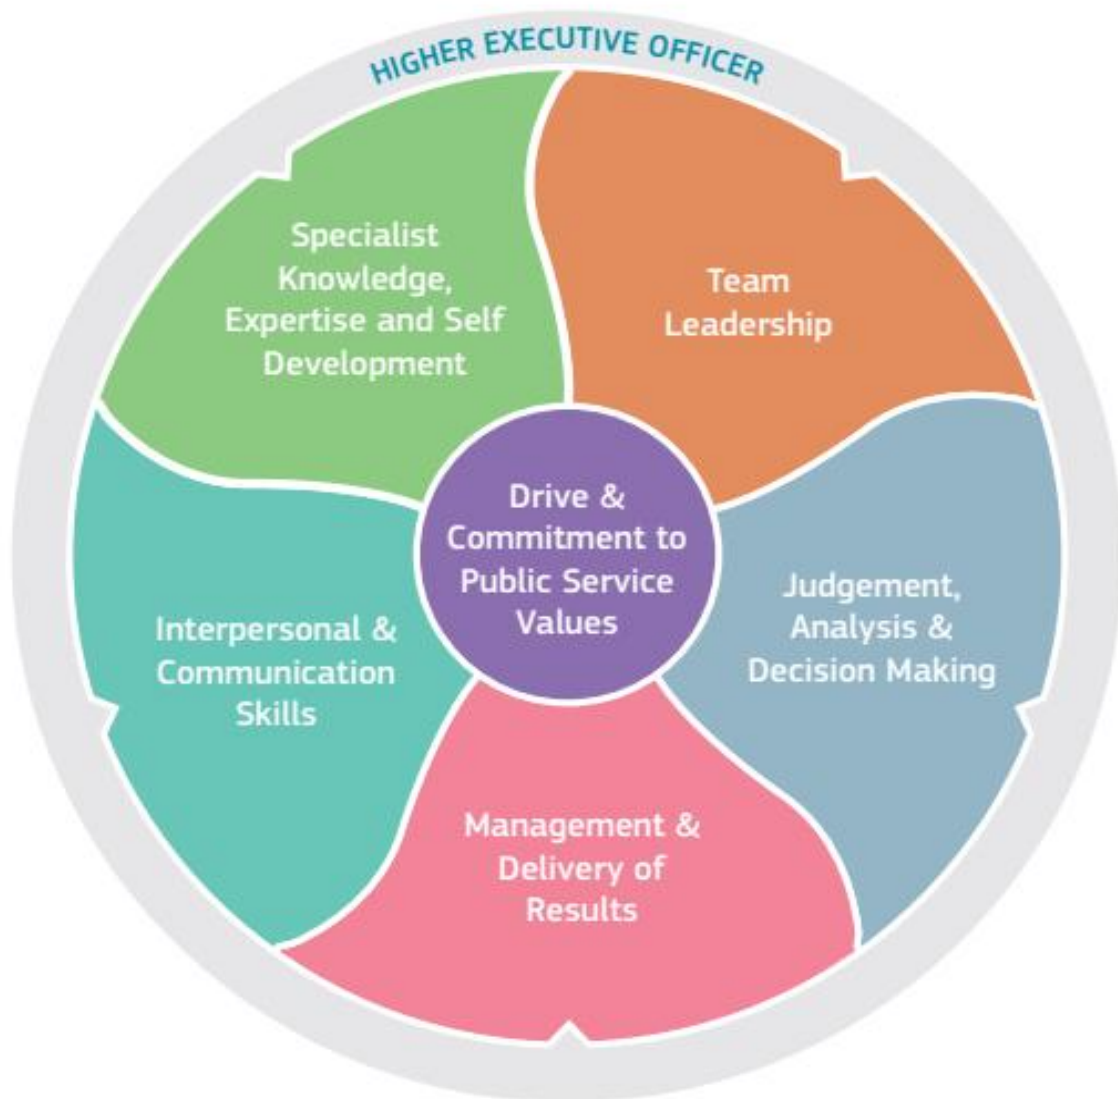 HIGHER EXECUTIVE OFFICER
Specialist
Knowledge,
Expertise and Self
Development
Team
Leadership
Drive &
Commitment to
Public Service
Values
Judgement,
Analysis &
Decision Making
Interpersonal &
Communication
Skills
Management &
Delivery of
Results